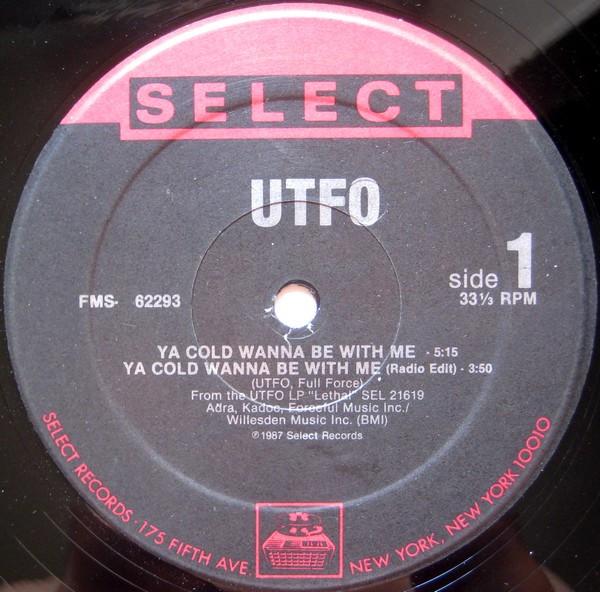 SELECT
UTFO
side 1
FMS- 62293
33⅓ RPM
YA COLD WANNA BE WITH ME - 5:15
YA COLD WANNA BE WITH ME (Radio Edit) - 3:50
(UTFO, Full Force)
From the UTFO LP "Lethal" SEL 21619
Adra, Kadoc, Forceful Music Inc./
Willesden Music Inc. (BMI)
℗1987 Select Records
SELECT RECORDS · 175 FIFTH AVE. NEW YORK, NEW YORK 10010